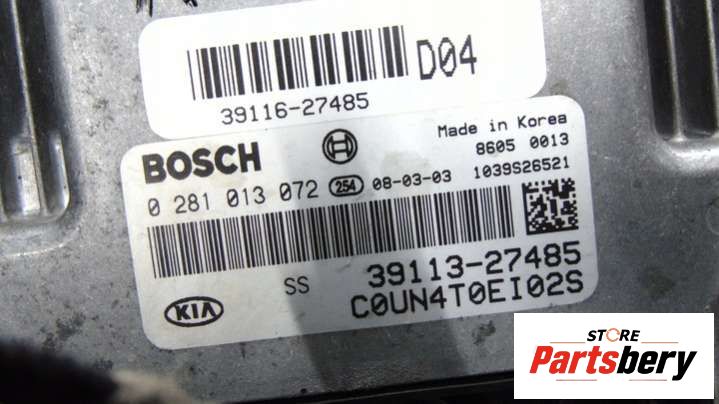 D04
39116-27485
BOSCH
Made in Korea
8605 0013
0 281 013 072 254 08-03-03 1039S26521
SS 39113-27485
KIA C0UN4T0EI02S
STORE
Partsbery